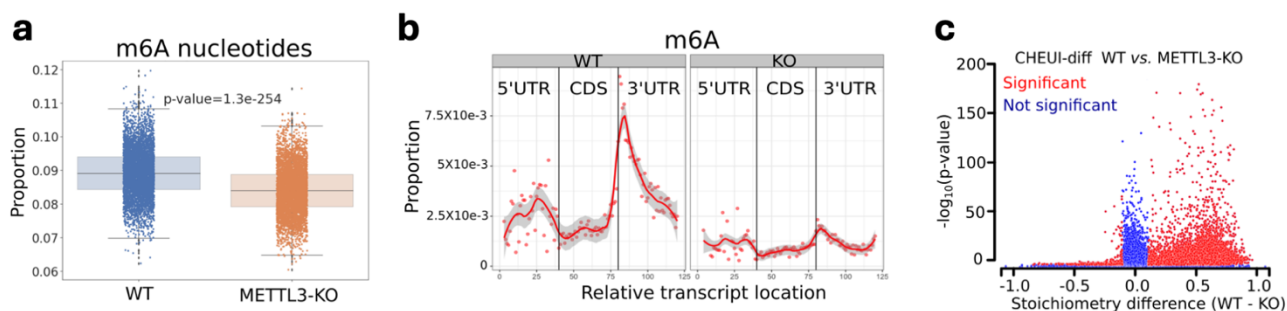 a
m6A nucleotides
Proportion
0.12
0.11
0.10
0.09
0.08
0.07
0.06
p-value=1.3e-254
WT
METTL3-KO
b
m6A
WT
KO
5'UTR
CDS
3'UTR
5'UTR
CDS
3'UTR
Proportion
7.5X10e-3
5X10e-3
2.5X10e-3
0
0 25 50 75 100 125
0 25 50 75 100 125
Relative transcript location
c
CHEUI-diff WT vs. METTL3-KO
Significant
Not significant
-log10(p-value)
200
150
100
50
0
-1.0 -0.5 0.0 0.5 1.0
Stoichiometry difference (WT - KO)